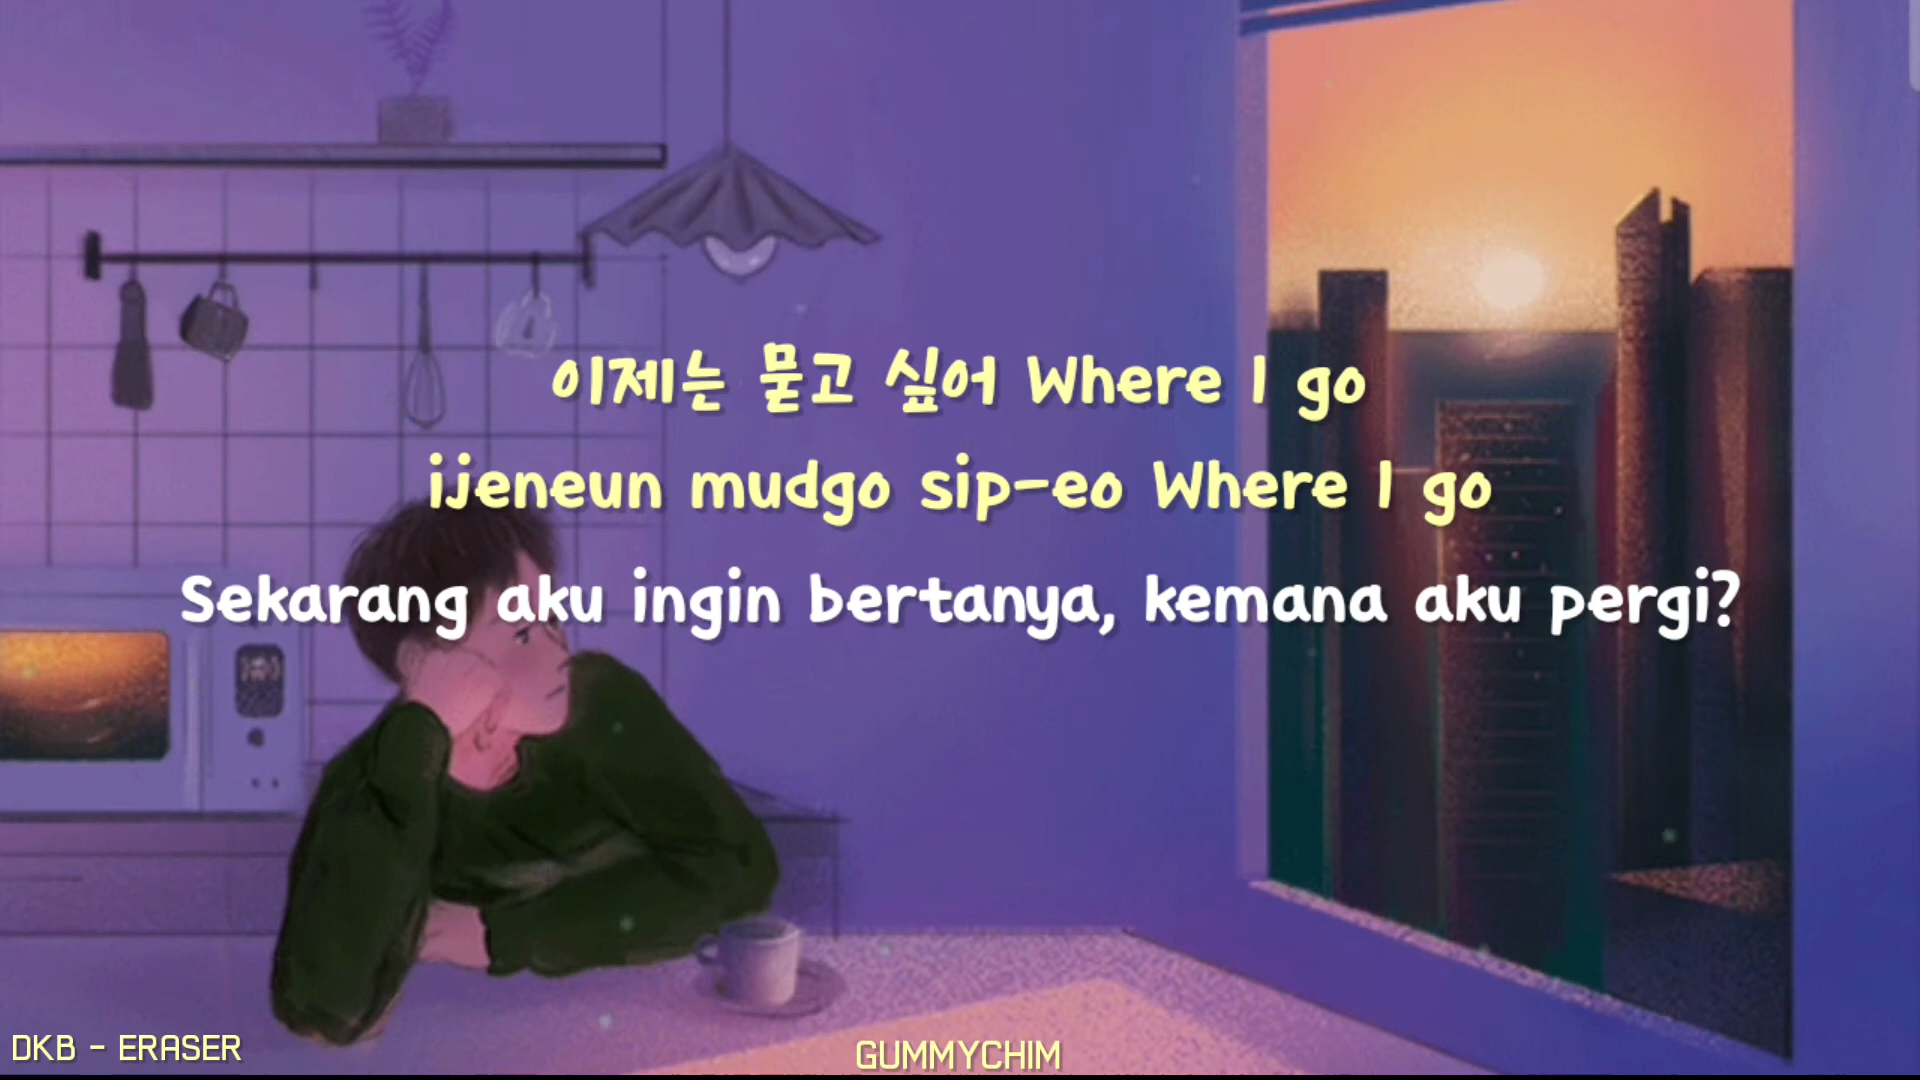 이제는 묻고 싶어 Where I go
ijeneun mudgo sip-eo Where I go
Sekarang aku ingin bertanya, kemana aku pergi?
DKB - ERASER
GUMMYCHIM